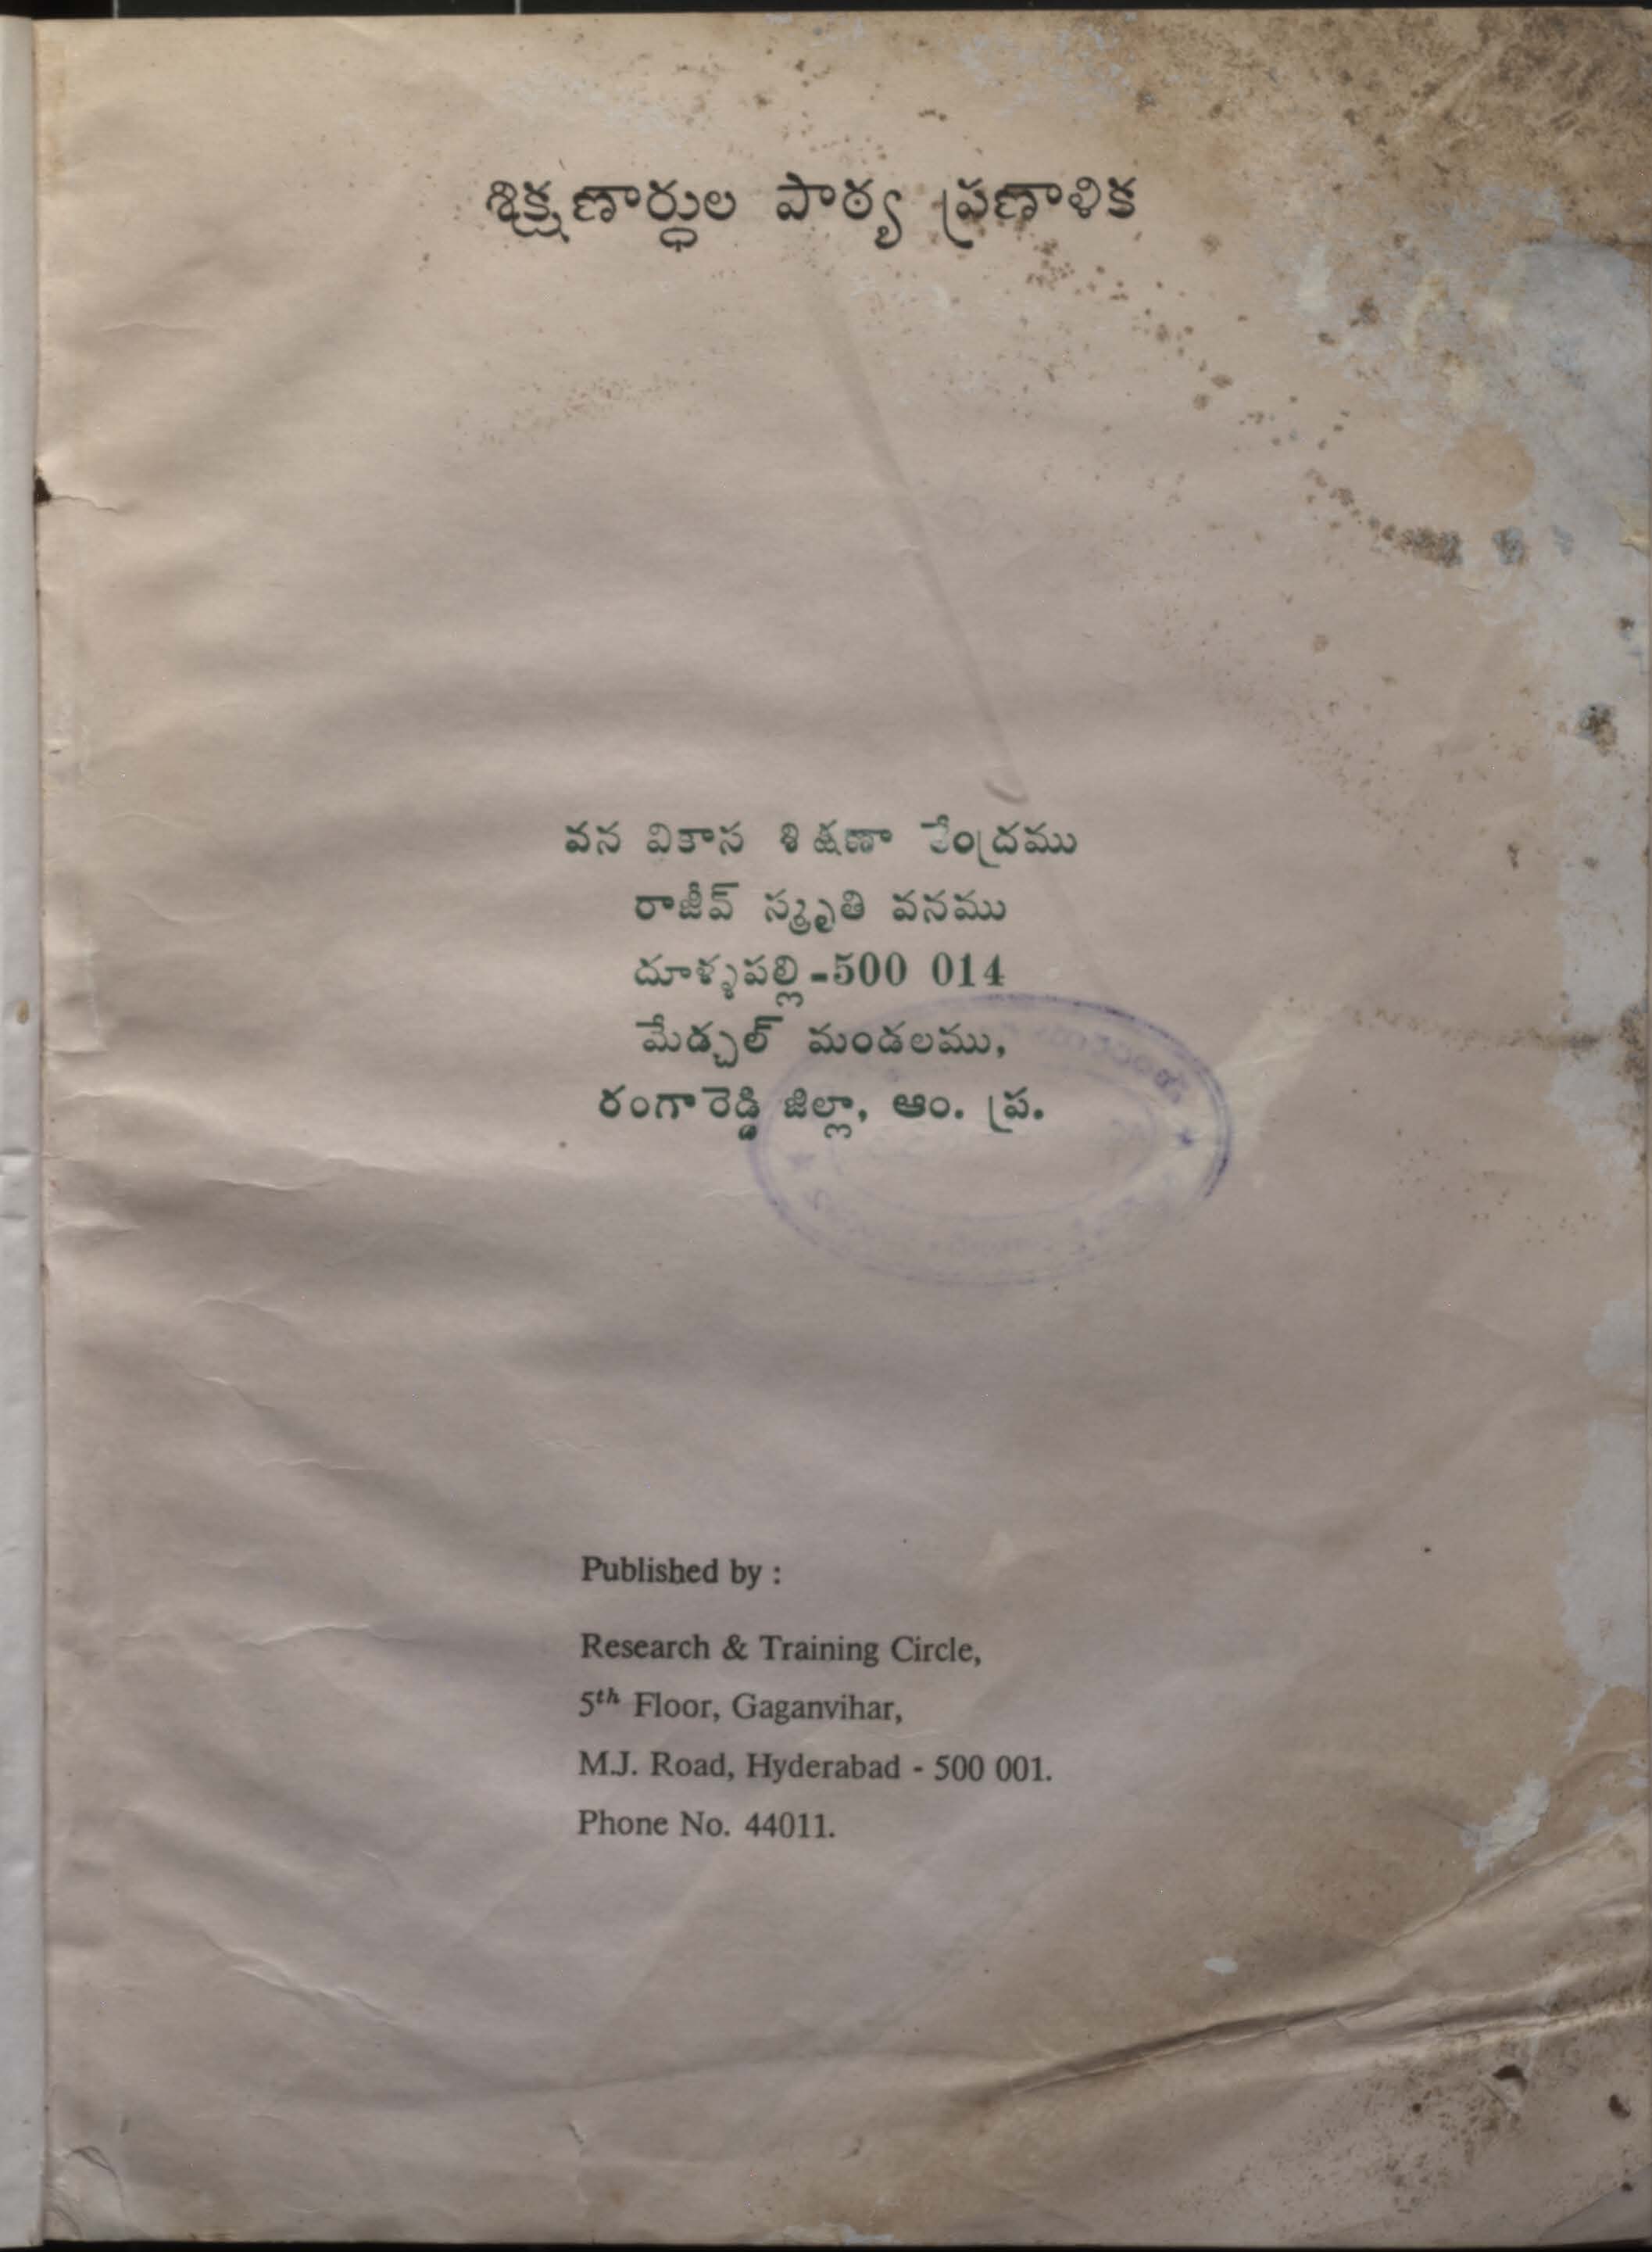 శిక్షణార్ధుల పాఠ్య ప్రణాళిక
వన వికాస శిక్షణా కేంద్రము
రాజీవ్ స్మృతి వనము
దూళ్ళపల్లి-500 014
మేడ్చల్ మండలము,
రంగారెడ్డి జిల్లా, ఆం. ప్ర.
Published by :
Research & Training Circle,
5th Floor, Gaganvihar,
M.J. Road, Hyderabad - 500 001.
Phone No. 44011.